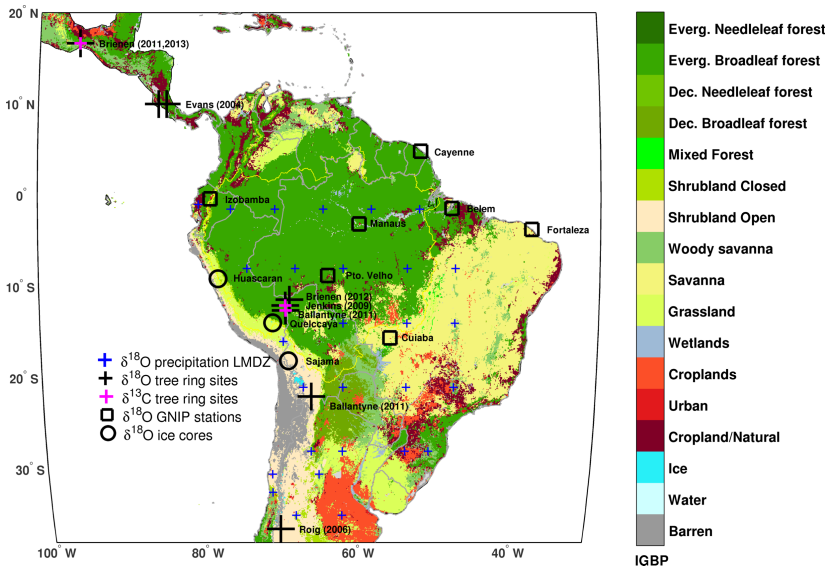 20° N
10° N
0°
10° S
20° S
30° S
100° W
80° W
60° W
40° W
Brienen (2011,2013)
Evans (2004)
Cayenne
Izobamba
Belem
Manaus
Fortaleza
Huascaran
Pto. Velho
Brienen (2012)
Jenkins (2009)
Ballantyne (2011)
Quelccaya
Cuiaba
Sajama
Ballantyne (2011)
Roig (2006)
δ18O precipitation LMDZ
δ18O tree ring sites
δ13C tree ring sites
δ18O GNIP stations
δ18O ice cores
Everg. Needleleaf forest
Everg. Broadleaf forest
Dec. Needleleaf forest
Dec. Broadleaf forest
Mixed Forest
Shrubland Closed
Shrubland Open
Woody savanna
Savanna
Grassland
Wetlands
Croplands
Urban
Cropland/Natural
Ice
Water
Barren
IGBP